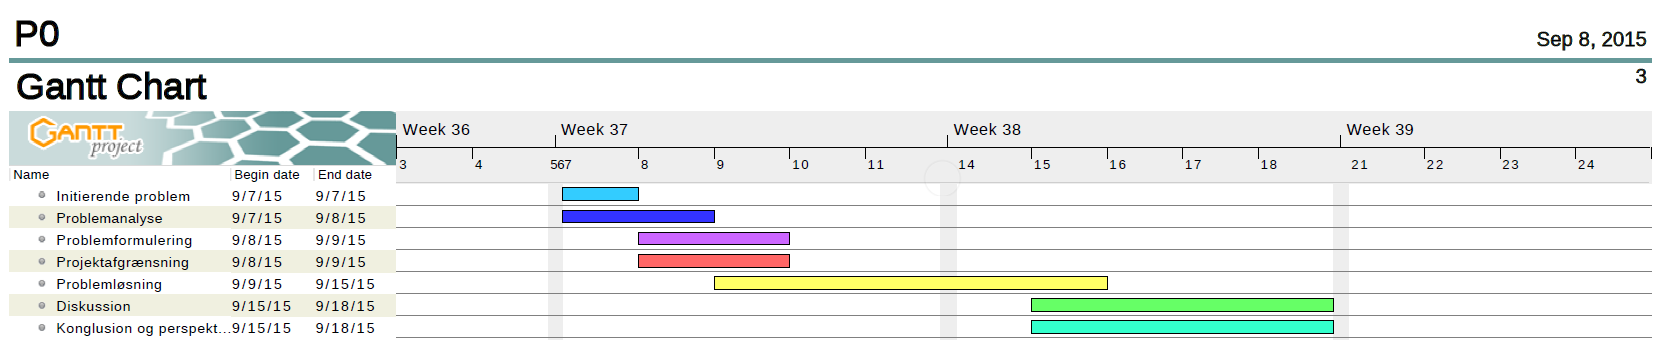 P0
Sep 8, 2015
Gantt Chart
3
GANTT project
Week 36 Week 37 Week 38 Week 39
3 4 567 8 9 10 11 14 15 16 17 18 21 22 23 24
Name Begin date End date
Initierende problem 9/7/15 9/7/15
Problemanalyse 9/7/15 9/8/15
Problemformulering 9/8/15 9/9/15
Projektafgrænsning 9/8/15 9/9/15
Problemløsning 9/9/15 9/15/15
Diskussion 9/15/15 9/18/15
Konglusion og perspekt... 9/15/15 9/18/15